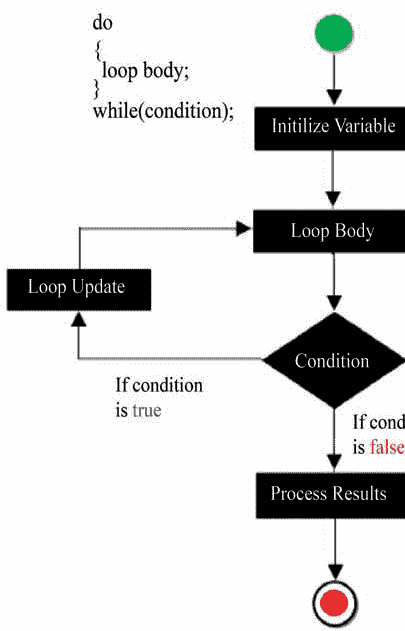 do
{
loop body;
}
while(condition);
Initilize Variable
Loop Body
Loop Update
Condition
If condition
is true
If cond
is false
Process Results